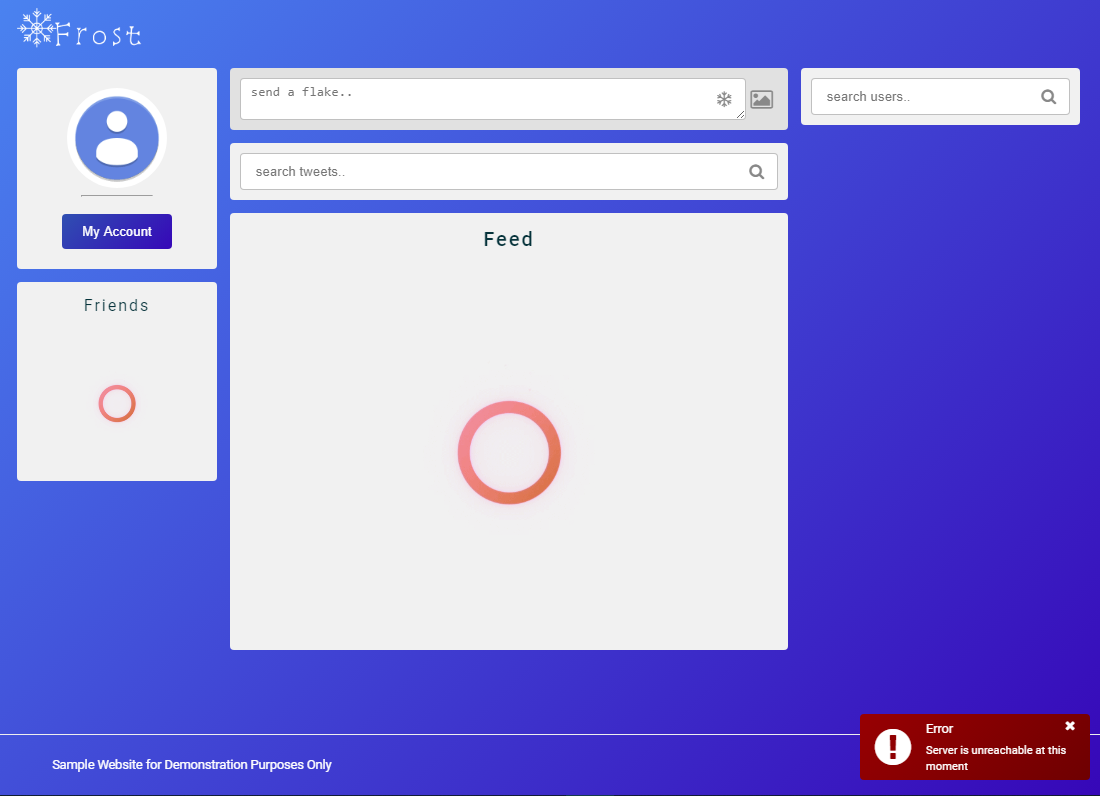 Frost
My Account
Friends
send a flake..
search tweets..
Feed
search users..
Sample Website for Demonstration Purposes Only
Error
Server is unreachable at this
moment